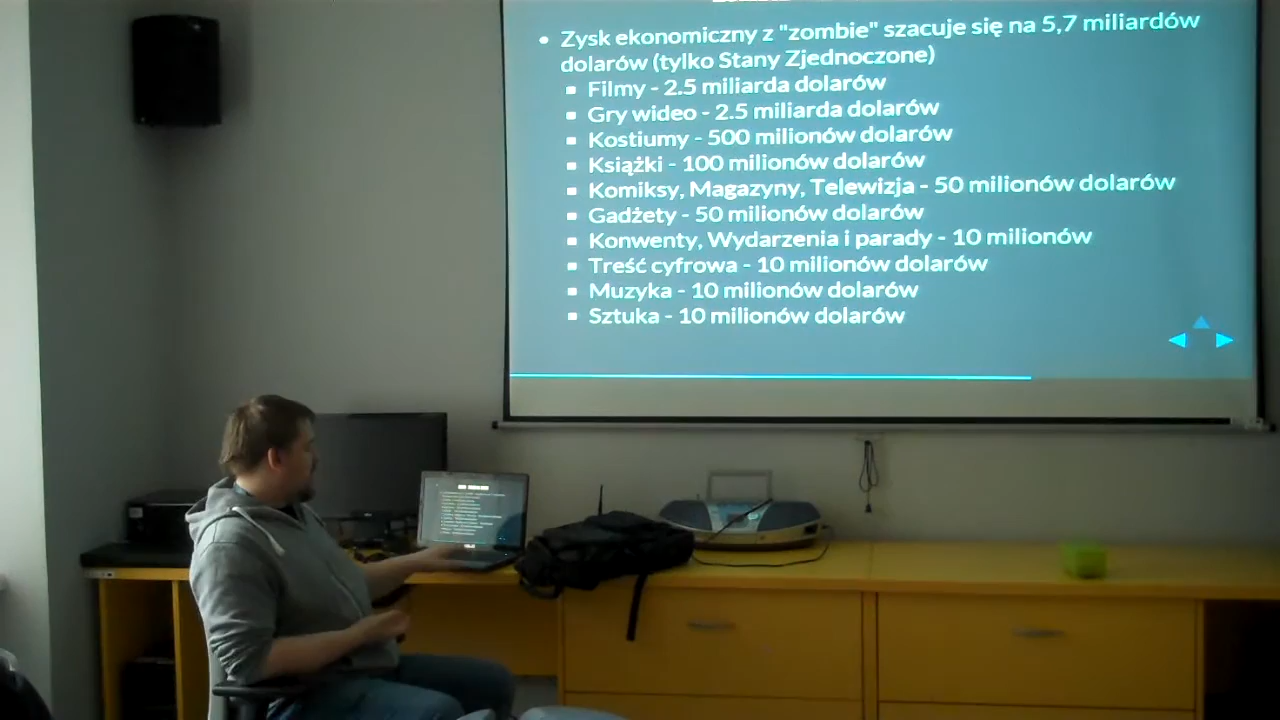 • Zysk ekonomiczny z "zombie" szacuje się na 5,7 miliardów
dolarów (tylko Stany Zjednoczone)
▪ Filmy - 2.5 miliarda dolarów
▪ Gry wideo - 2.5 miliarda dolarów
▪ Kostiumy - 500 milionów dolarów
▪ Książki - 100 milionów dolarów
▪ Komiksy, Magazyny, Telewizja - 50 milionów dolarów
▪ Gadżety - 50 milionów dolarów
▪ Konwenty, Wydarzenia i parady - 10 milionów
▪ Treść cyfrowa - 10 milionów dolarów
▪ Muzyka - 10 milionów dolarów
▪ Sztuka - 10 milionów dolarów